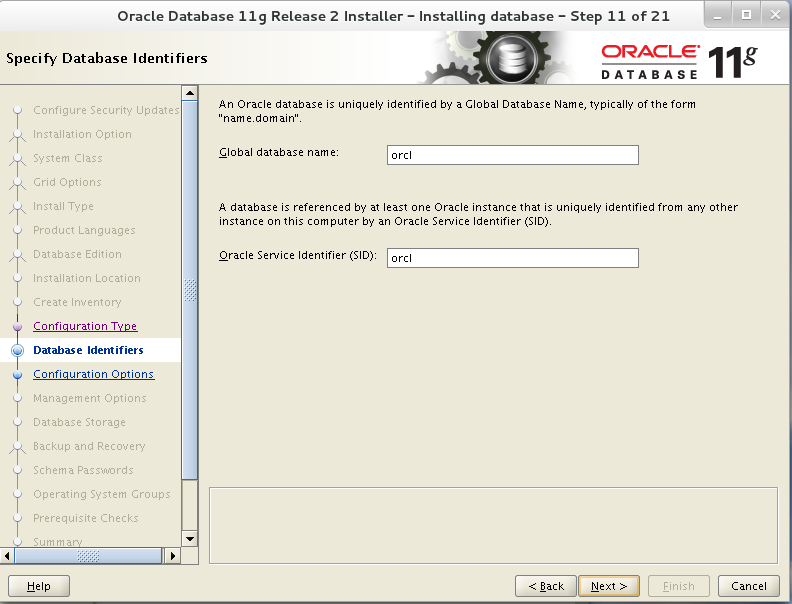 Oracle Database 11g Release 2 Installer - Installing database - Step 11 of 21
Specify Database Identifiers
ORACLE
DATABASE
11g
Configure Security Updates
Installation Option
System Class
Grid Options
Install Type
Product Languages
Database Edition
Installation Location
Create Inventory
Configuration Type
Database Identifiers
Configuration Options
Management Options
Database Storage
Backup and Recovery
Schema Passwords
Operating System Groups
Prerequisite Checks
Summary
An Oracle database is uniquely identified by a Global Database Name, typically of the form
"name.domain".
Global database name:
orcl
A database is referenced by at least one Oracle instance that is uniquely identified from any other
instance on this computer by an Oracle Service Identifier (SID).
Oracle Service Identifier (SID):
orcl
Help
< Back
Next >
Finish
Cancel